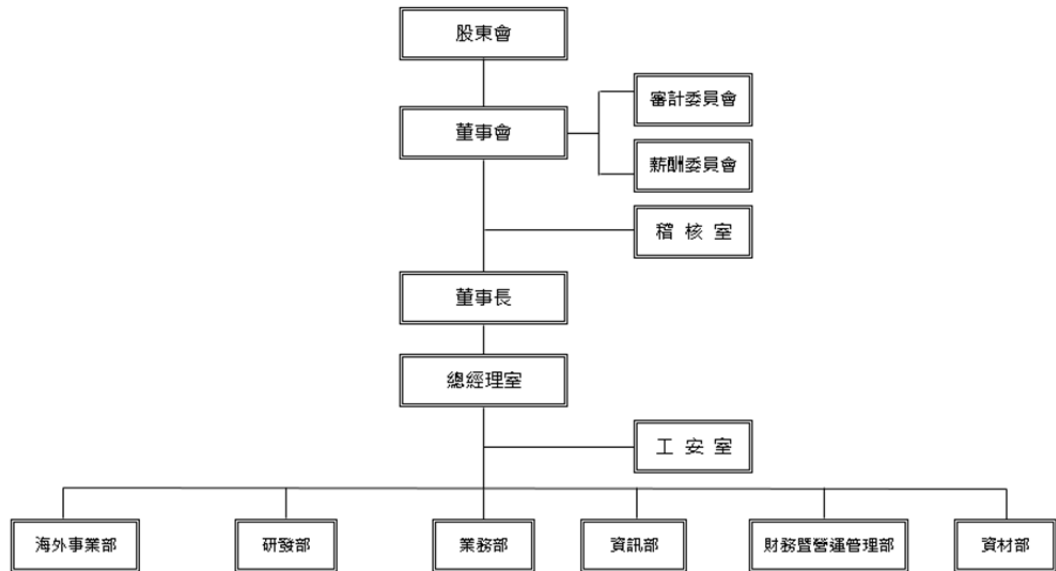 股東會
董事會
審計委員會
薪酬委員會
稽核室
董事長
總經理室
工安室
海外事業部
研發部
業務部
資訊部
財務暨營運管理部
資材部